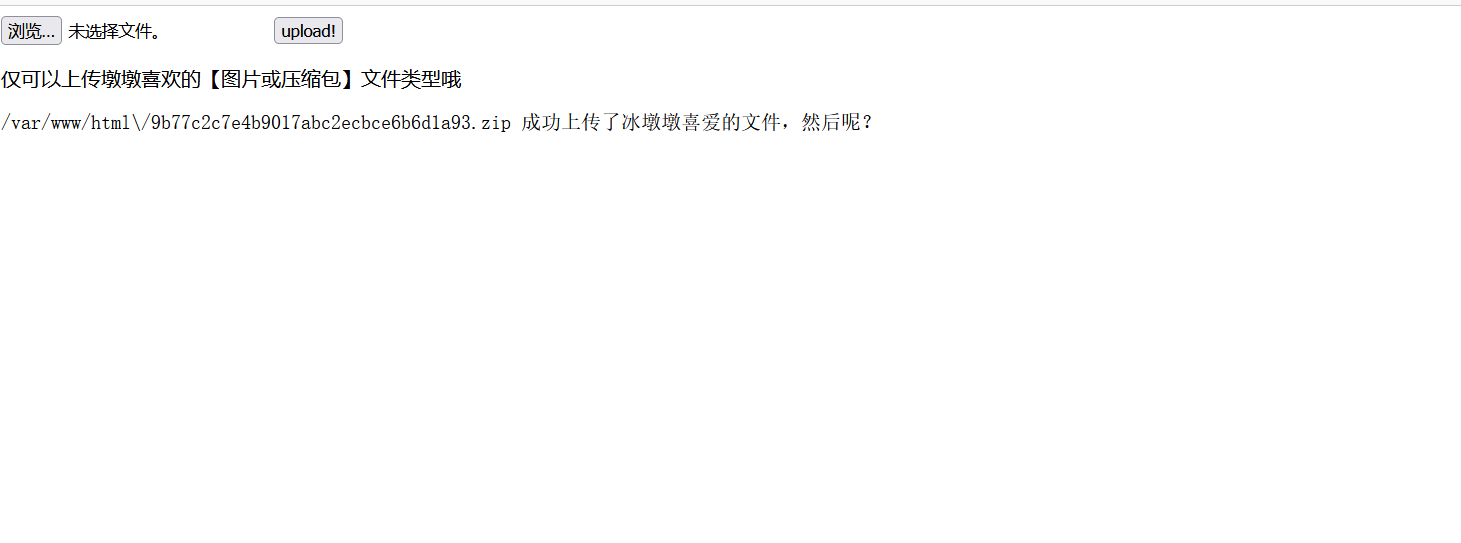 浏览... 未选择文件。 upload!
仅可以上传墩墩喜欢的【图片或压缩包】文件类型哦
/var/www/html\/9b77c2c7e4b9017abc2ecbce6b6d1a93.zip 成功上传了冰墩墩喜爱的文件，然后呢？